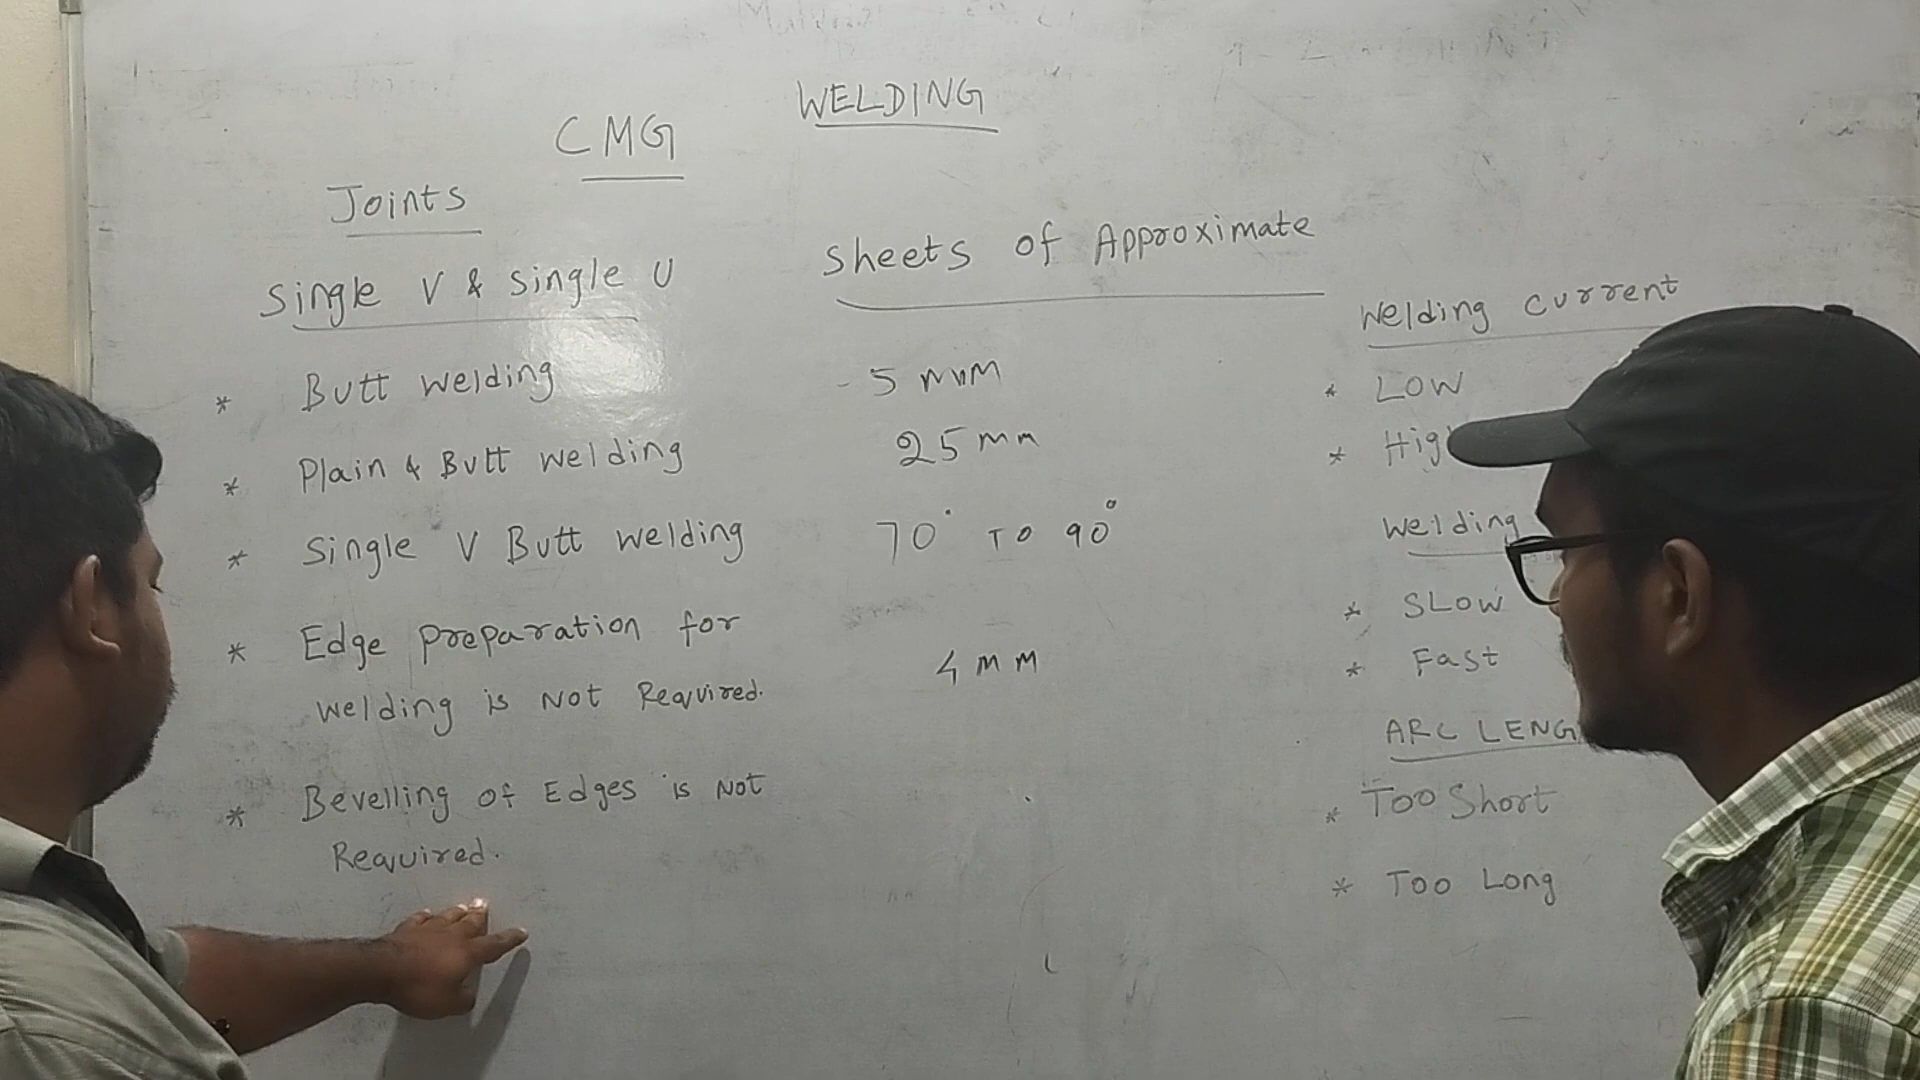 WELDING
CMG
Joints
Single V & Single U
Sheets of Approximate
* Butt welding
- 5 mm
* Plain & Butt welding
25 mm
* Single V Butt welding
70° TO 90°
* Edge preparation for
welding is Not Required.
4 mm
* Bevelling of Edges is Not
Required.
Welding current
* LOW
* Hig
Welding
* SLOW
* Fast
ARC LENG
* Too Short
* Too Long